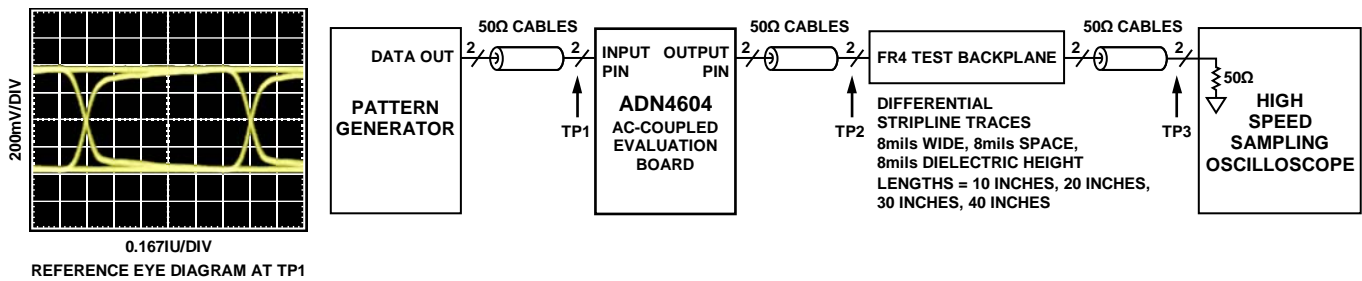 200mV/DIV
0.167IU/DIV
REFERENCE EYE DIAGRAM AT TP1
DATA OUT
PATTERN
GENERATOR
50Ω CABLES
2
2
TP1
INPUT
PIN
OUTPUT
PIN
ADN4604
AC-COUPLED
EVALUATION
BOARD
50Ω CABLES
2
2
TP2
FR4 TEST BACKPLANE
DIFFERENTIAL
STRIPLINE TRACES
8mils WIDE, 8mils SPACE,
8mils DIELECTRIC HEIGHT
LENGTHS = 10 INCHES, 20 INCHES,
30 INCHES, 40 INCHES
50Ω CABLES
2
2
TP3
50Ω
HIGH
SPEED
SAMPLING
OSCILLOSCOPE